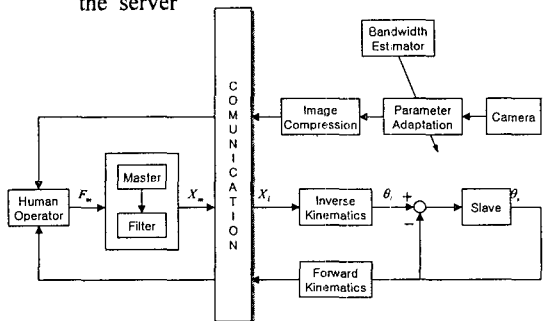 the server
Bandwidth
Estimator
COMUNICATION
Image
Compression
Parameter
Adaptation
Camera
Human
Operator
F_m
Master
Filter
X_m
X_i
Inverse
Kinematics
θ_i
+
−
Slave
θ_s
Forward
Kinematics